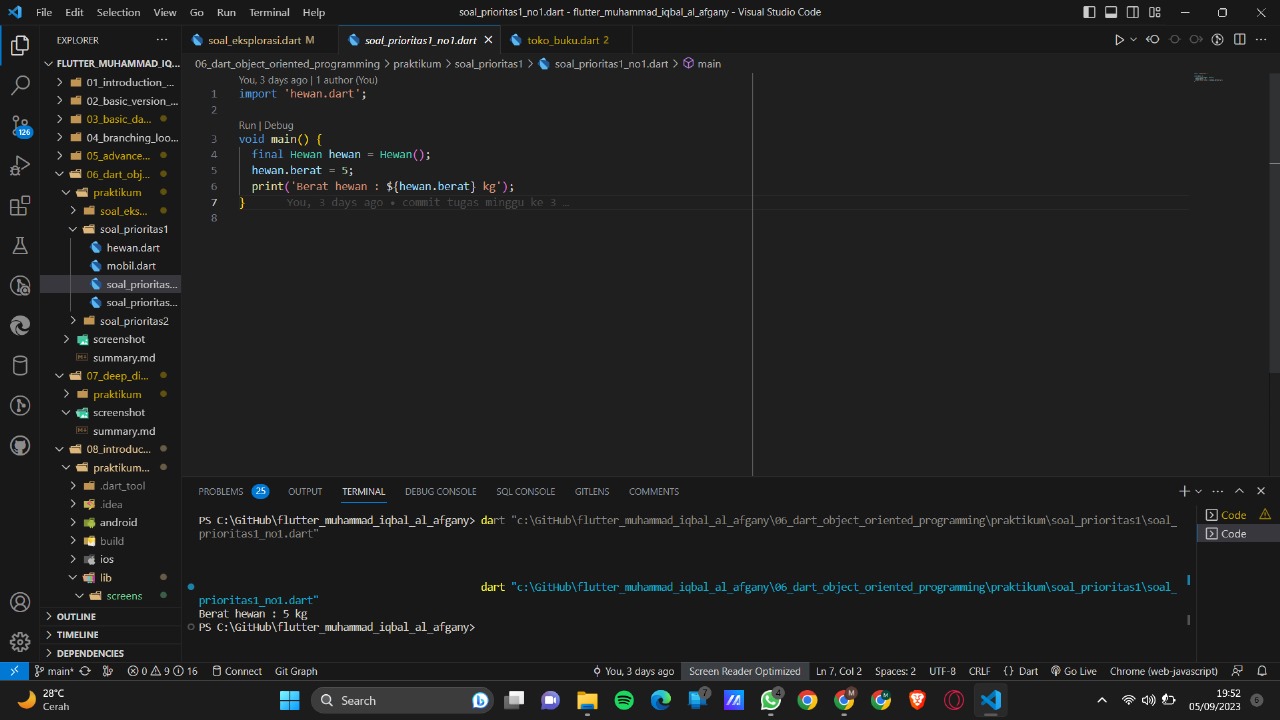 File Edit Selection View Go Run Terminal Help
soal_prioritas1_no1.dart - flutter_muhammad_iqbal_al_afgany - Visual Studio Code
EXPLORER
soal_eksplorasi.dart M
soal_prioritas1_no1.dart
toko_buku.dart 2
FLUTTER_MUHAMMAD_IQ...
01_introduction_...
02_basic_version_...
03_basic_da...
04_branching_loo...
05_advance...
06_dart_obj...
praktikum
soal_eks...
soal_prioritas1
hewan.dart
mobil.dart
soal_prioritas...
soal_prioritas...
soal_prioritas2
screenshot
summary.md
07_deep_di...
praktikum
screenshot
summary.md
08_introduc...
praktikum...
.dart_tool
.idea
android
build
ios
lib
screens
OUTLINE
TIMELINE
DEPENDENCIES
126
06_dart_object_oriented_programming > praktikum > soal_prioritas1 > soal_prioritas1_no1.dart > main
You, 3 days ago | 1 author (You)
1 import 'hewan.dart';
2
Run | Debug
3 void main() {
4 final Hewan hewan = Hewan();
5 hewan.berat = 5;
6 print('Berat hewan : ${hewan.berat} kg');
7 } You, 3 days ago • commit tugas minggu ke 3 …
8
PROBLEMS 25 OUTPUT TERMINAL DEBUG CONSOLE SQL CONSOLE GITLENS COMMENTS
PS C:\GitHub\flutter_muhammad_iqbal_al_afgany> dart "c:\GitHub\flutter_muhammad_iqbal_al_afgany\06_dart_object_oriented_programming\praktikum\soal_prioritas1\soal_
prioritas1_no1.dart"
dart "c:\GitHub\flutter_muhammad_iqbal_al_afgany\06_dart_object_oriented_programming\praktikum\soal_prioritas1\soal_
prioritas1_no1.dart"
Berat hewan : 5 kg
PS C:\GitHub\flutter_muhammad_iqbal_al_afgany>
Code
Code
main* 0 9 16 Connect Git Graph
You, 3 days ago Screen Reader Optimized Ln 7, Col 2 Spaces: 2 UTF-8 CRLF {} Dart Go Live Chrome (web-javascript)
28°C
Cerah
Search
7
4
M
M
19:52
05/09/2023
6